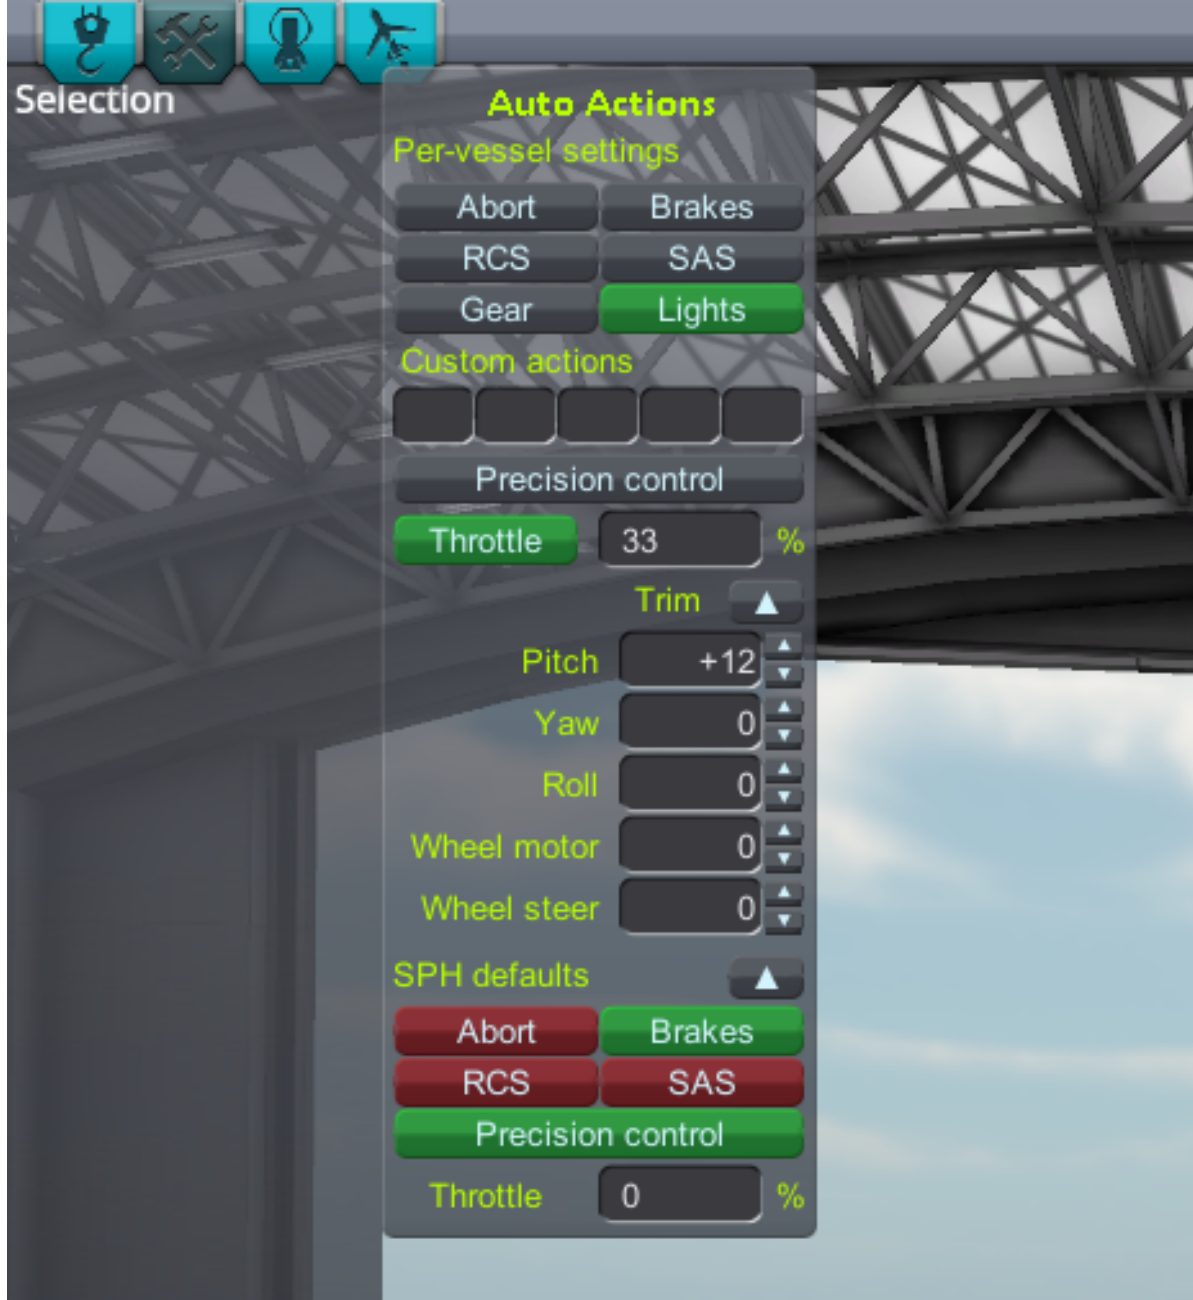 Selection
Auto Actions
Per-vessel settings
Abort Brakes
RCS SAS
Gear Lights
Custom actions
Precision control
Throttle 33 %
Trim
Pitch +12
Yaw 0
Roll 0
Wheel motor 0
Wheel steer 0
SPH defaults
Abort Brakes
RCS SAS
Precision control
Throttle 0 %